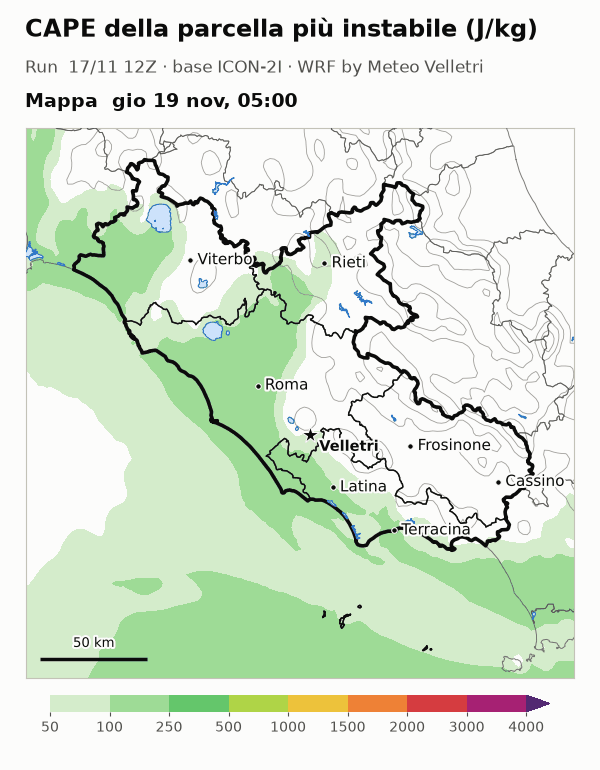 CAPE della parcella più instabile (J/kg)
Run 17/11 12Z · base ICON-2I · WRF by Meteo Velletri
Mappa gio 19 nov, 05:00
Viterbo
Rieti
Roma
Velletri
Frosinone
Latina
Cassino
Terracina
50 km
50 100 250 500 1000 1500 2000 3000 4000